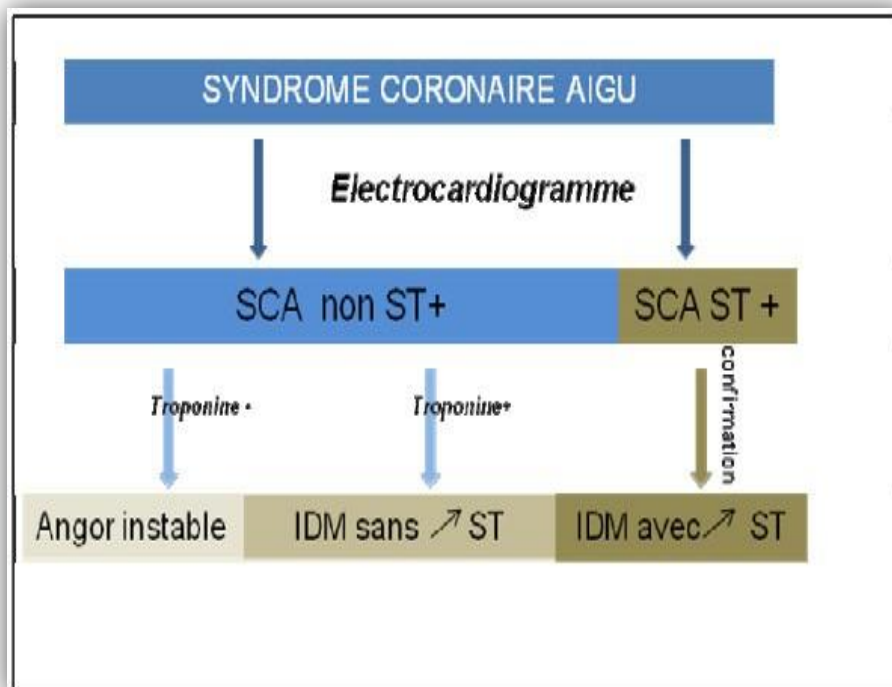 SYNDROME CORONAIRE AIGU
Electrocardiogramme
SCA non ST+
SCA ST +
Troponine -
Troponine+
confirmation
Angor instable
IDM sans ↗ ST
IDM avec ↗ ST